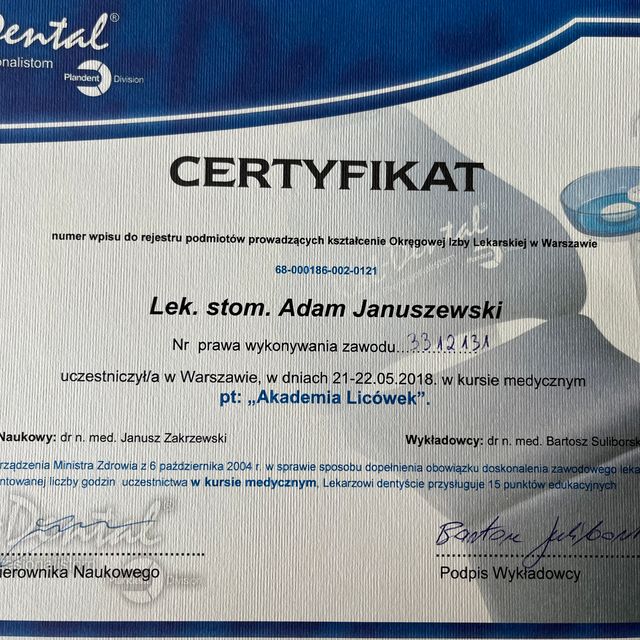 Dental®
onalistom
Plandent Division
CERTYFIKAT
numer wpisu do rejestru podmiotów prowadzących kształcenie Okręgowej Izby Lekarskiej w Warszawie
68-000186-002-0121
Lek. stom. Adam Januszewski
Nr prawa wykonywania zawodu...3312131
uczestniczył/a w Warszawie, w dniach 21-22.05.2018. w kursie medycznym
pt: „Akademia Licówek”.
Naukowy: dr n. med. Janusz Zakrzewski
Wykładowcy: dr n. med. Bartosz Suliborsk
rządzenia Ministra Zdrowia z 6 października 2004 r. w sprawie sposobu dopełnienia obowiązku doskonalenia zawodowego leka
ntowanej liczby godzin uczestnictwa w kursie medycznym, Lekarzowi dentyście przysługuje 15 punktów edukacyjnych
ierownika Naukowego
Podpis Wykładowcy